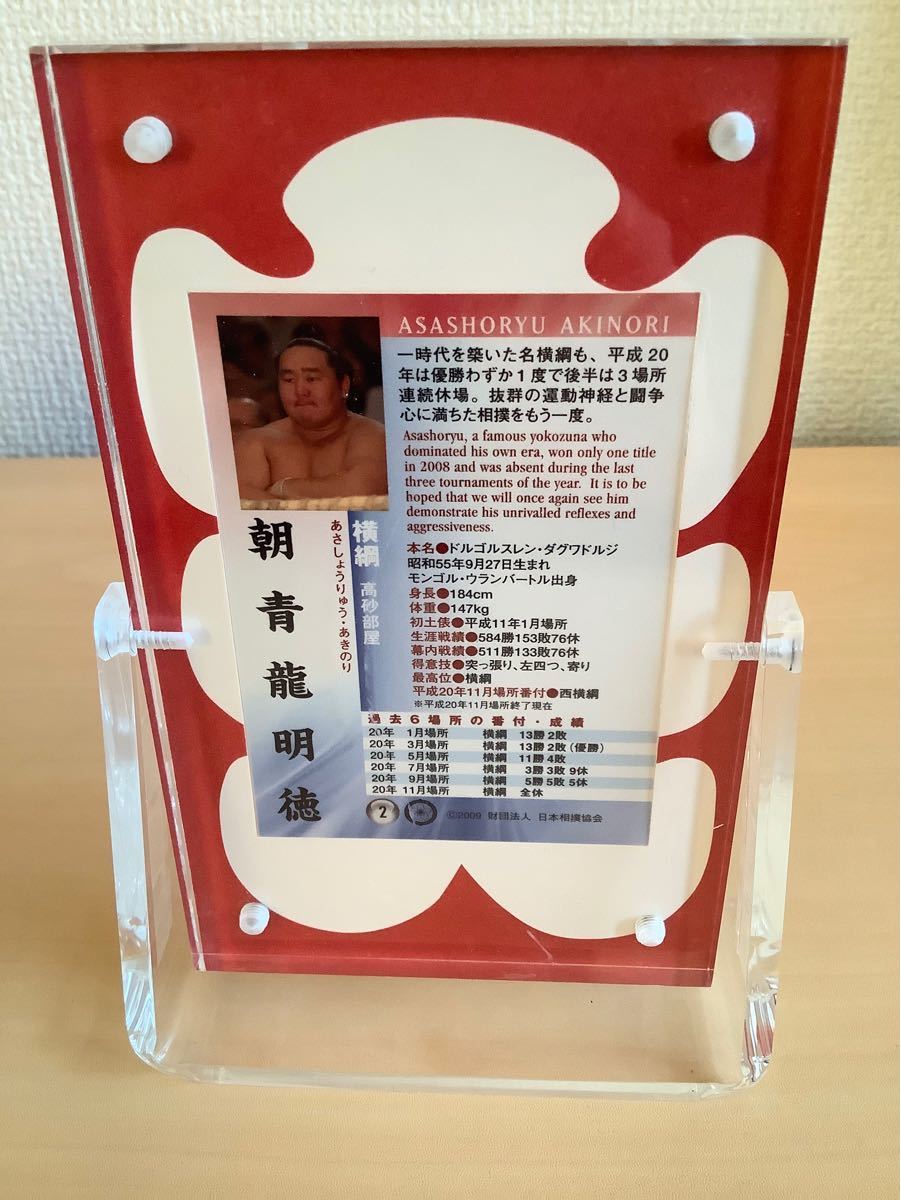 ASASHORYU AKINORI
一時代を築いた名横綱も、平成20
年は優勝わずか1度で後半は3場所
連続休場。抜群の運動神経と闘争
心に満ちた相撲をもう一度。
Asashoryu, a famous yokozuna who
dominated his own era, won only one title
in 2008 and was absent during the last
three tournaments of the year. It is to be
hoped that we will once again see him
demonstrate his unrivalled reflexes and
aggressiveness.
横綱 高砂部屋
あさしょうりゅう・あきのり
朝青龍明徳
本名●ドルゴルスレン・ダグワドルジ
昭和55年9月27日生まれ
モンゴル・ウランバートル出身
身長●184cm
体重●147kg
初土俵●平成11年1月場所
生涯戦績●584勝153敗76休
幕内戦績●511勝133敗76休
得意技●突っ張り、左四つ、寄り
最高位●横綱
平成20年11月場所番付●西横綱
※平成20年11月場所終了現在
過去6場所の番付・成績
20年 1月場所 横綱 13勝2敗
20年 3月場所 横綱 13勝2敗(優勝)
20年 5月場所 横綱 11勝4敗
20年 7月場所 横綱 3勝3敗9休
20年 9月場所 横綱 5勝5敗5休
20年 11月場所 横綱 全休
2 ©2009 財団法人 日本相撲協会